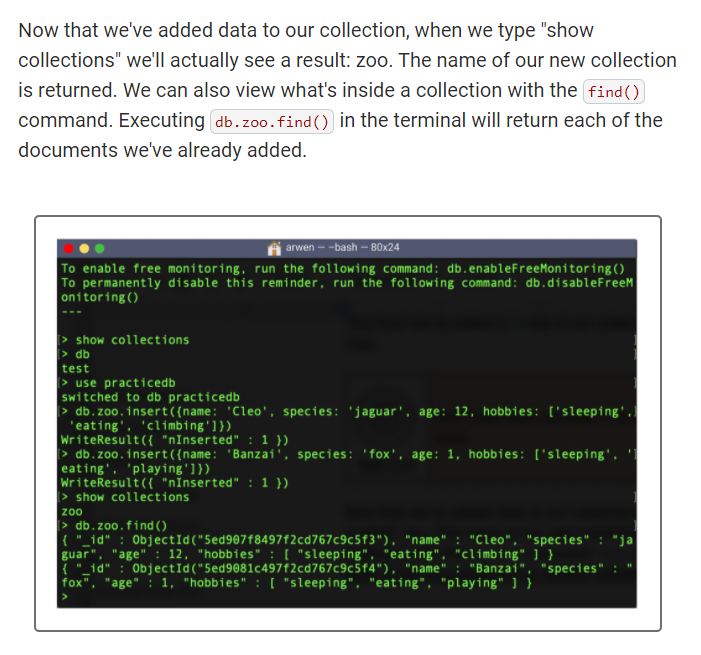 Now that we've added data to our collection, when we type "show
collections" we'll actually see a result: zoo. The name of our new collection
is returned. We can also view what's inside a collection with the find()
command. Executing db.zoo.find() in the terminal will return each of the
documents we've already added.
arwen — -bash — 80x24
To enable free monitoring, run the following command: db.enableFreeMonitoring()
To permanently disable this reminder, run the following command: db.disableFreeM
onitoring()
---
[> show collections ]
[> db ]
test
[> use practicedb ]
switched to db practicedb
[> db.zoo.insert({name: 'Cleo', species: 'jaguar', age: 12, hobbies: ['sleeping',]
'eating', 'climbing']})
WriteResult({ "nInserted" : 1 })
[> db.zoo.insert({name: 'Banzai', species: 'fox', age: 1, hobbies: ['sleeping', ']
eating', 'playing']})
WriteResult({ "nInserted" : 1 })
[> show collections ]
zoo
[> db.zoo.find() ]
{ "_id" : ObjectId("5ed907f8497f2cd767c9c5f3"), "name" : "Cleo", "species" : "ja
guar", "age" : 12, "hobbies" : [ "sleeping", "eating", "climbing" ] }
{ "_id" : ObjectId("5ed9081c497f2cd767c9c5f4"), "name" : "Banzai", "species" : "
fox", "age" : 1, "hobbies" : [ "sleeping", "eating", "playing" ] }
>